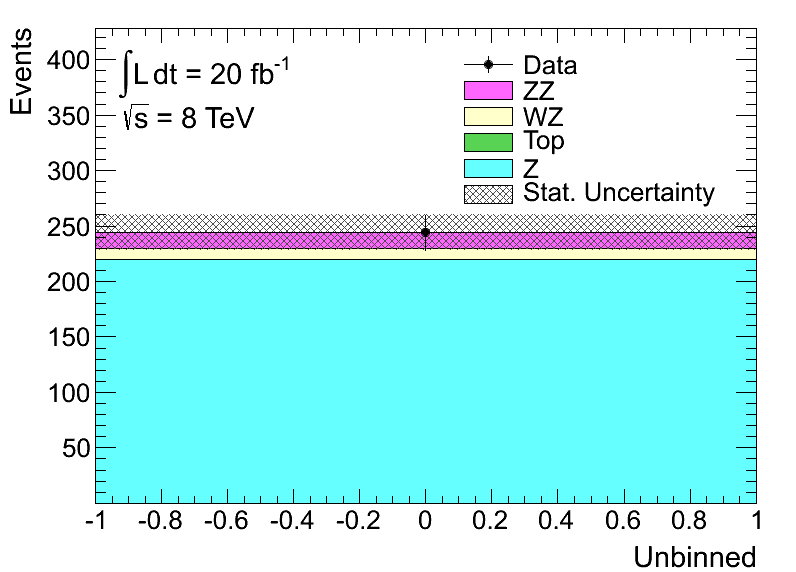 Events
400
350
300
250
200
150
100
50
∫L dt = 20 fb⁻¹
√s = 8 TeV
Data
ZZ
WZ
Top
Z
Stat. Uncertainty
-1 -0.8 -0.6 -0.4 -0.2 0 0.2 0.4 0.6 0.8 1
Unbinned